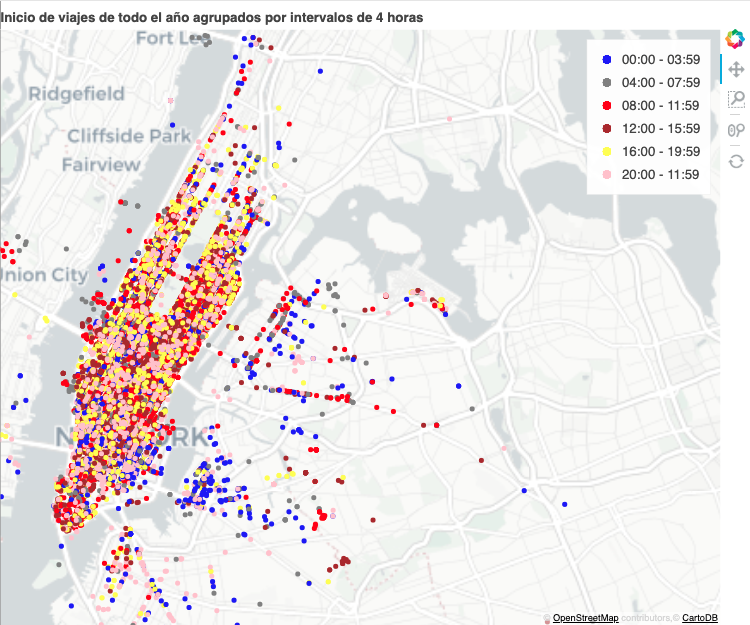 Inicio de viajes de todo el año agrupados por intervalos de 4 horas
Fort Lee
Ridgefield
Cliffside Park
Fairview
Union City
NEW YORK
00:00 - 03:59
04:00 - 07:59
08:00 - 11:59
12:00 - 15:59
16:00 - 19:59
20:00 - 11:59
© OpenStreetMap contributors,© CartoDB